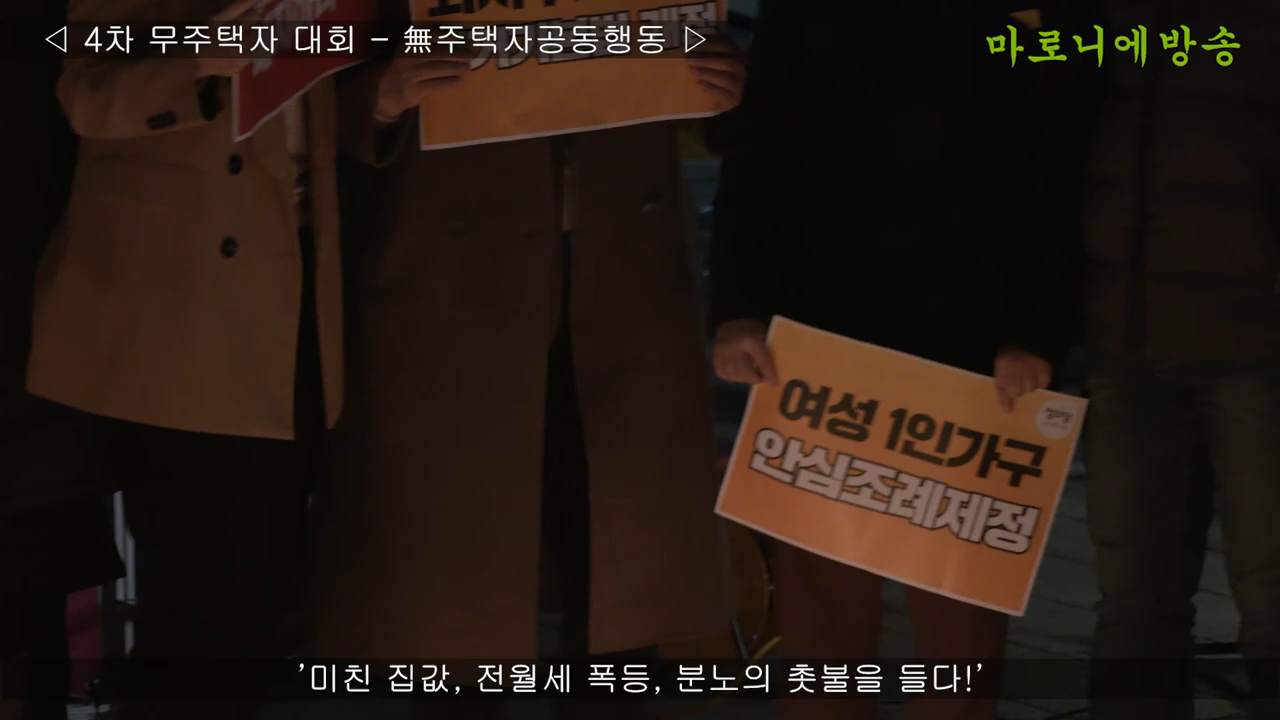 ◁ 4차 무주택자 대회 – 無주택자공동행동 ▷
마로니에방송
제정
여성 1인가구
안심조례제정
'미친 집값, 전월세 폭등, 분노의 촛불을 들다!'